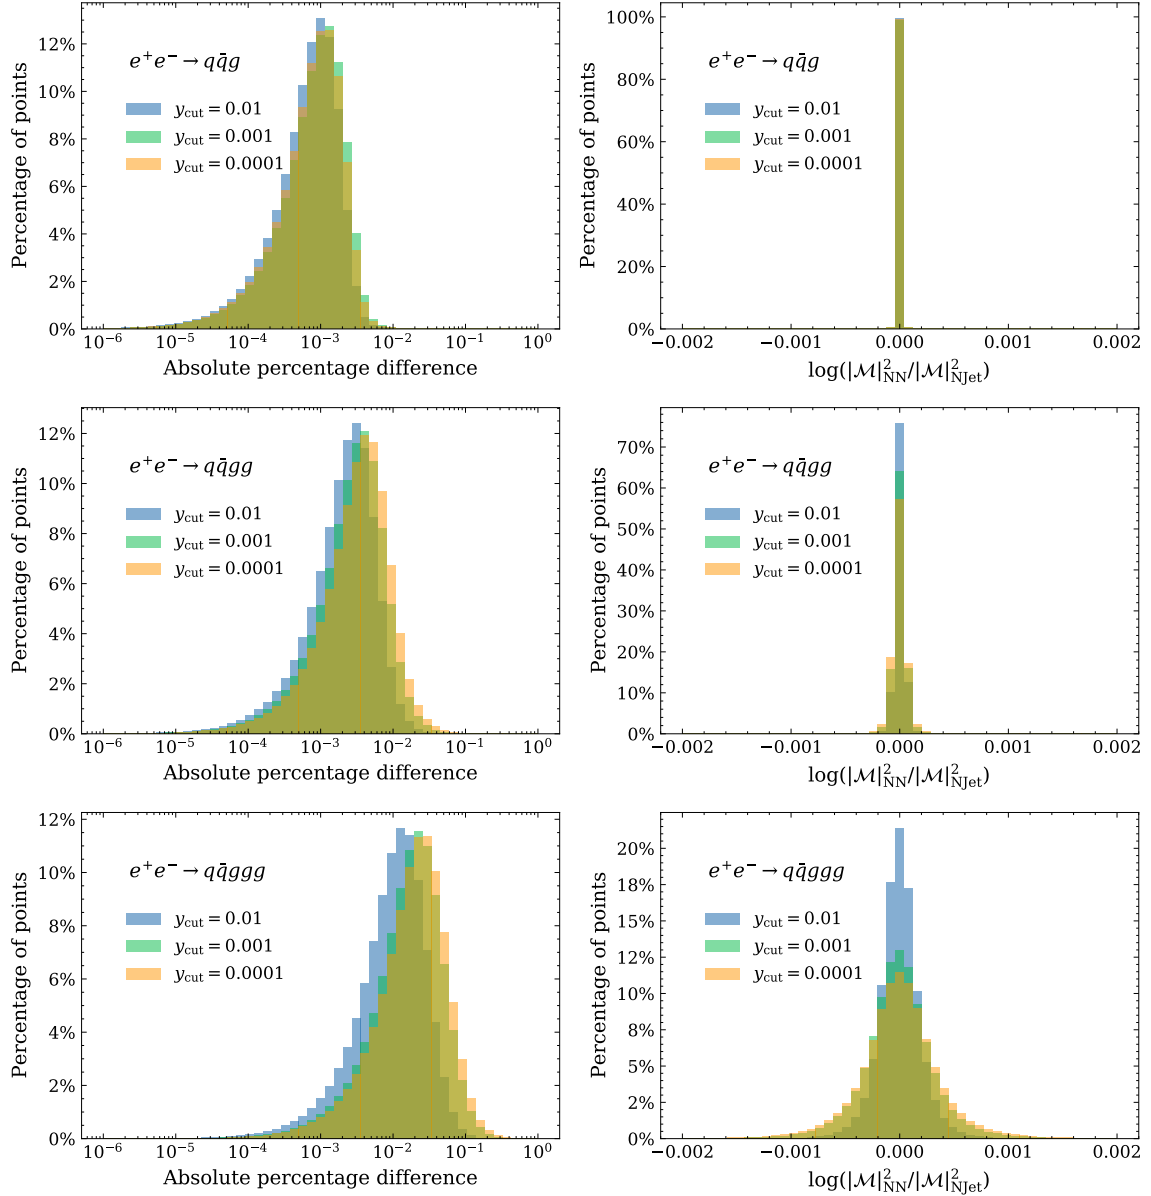 Percentage of points
12%
10%
8%
6%
4%
2%
0%
e⁺e⁻ → qq̄g
y_cut = 0.01
y_cut = 0.001
y_cut = 0.0001
10⁻⁶ 10⁻⁵ 10⁻⁴ 10⁻³ 10⁻² 10⁻¹ 10⁰
Absolute percentage difference
Percentage of points
100%
80%
60%
40%
20%
0%
e⁺e⁻ → qq̄g
y_cut = 0.01
y_cut = 0.001
y_cut = 0.0001
−0.002 −0.001 0.000 0.001 0.002
log(|ℳ|²_NN/|ℳ|²_NJet)
Percentage of points
12%
10%
8%
6%
4%
2%
0%
e⁺e⁻ → qq̄gg
y_cut = 0.01
y_cut = 0.001
y_cut = 0.0001
10⁻⁶ 10⁻⁵ 10⁻⁴ 10⁻³ 10⁻² 10⁻¹ 10⁰
Absolute percentage difference
Percentage of points
70%
60%
50%
40%
30%
20%
10%
0%
e⁺e⁻ → qq̄gg
y_cut = 0.01
y_cut = 0.001
y_cut = 0.0001
−0.002 −0.001 0.000 0.001 0.002
log(|ℳ|²_NN/|ℳ|²_NJet)
Percentage of points
12%
10%
8%
6%
4%
2%
0%
e⁺e⁻ → qq̄ggg
y_cut = 0.01
y_cut = 0.001
y_cut = 0.0001
10⁻⁶ 10⁻⁵ 10⁻⁴ 10⁻³ 10⁻² 10⁻¹ 10⁰
Absolute percentage difference
Percentage of points
20%
18%
15%
12%
10%
8%
5%
2%
0%
e⁺e⁻ → qq̄ggg
y_cut = 0.01
y_cut = 0.001
y_cut = 0.0001
−0.002 −0.001 0.000 0.001 0.002
log(|ℳ|²_NN/|ℳ|²_NJet)